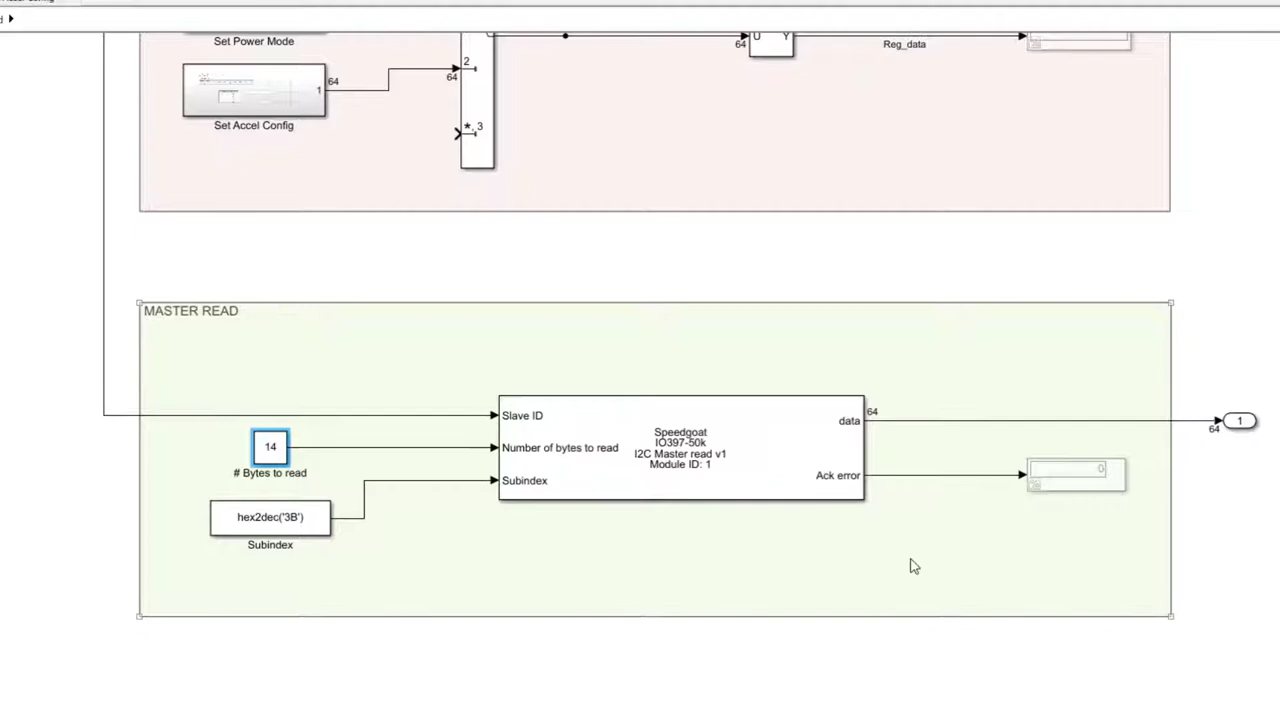 Set Power Mode
64
U Y
Reg_data
2
64
64
1
Set Accel Config
*, 3
MASTER READ
Slave ID
14
# Bytes to read
Number of bytes to read
Subindex
hex2dec('3B')
Subindex
Speedgoat
IO397-50k
I2C Master read v1
Module ID: 1
data
64
64
1
Ack error
0